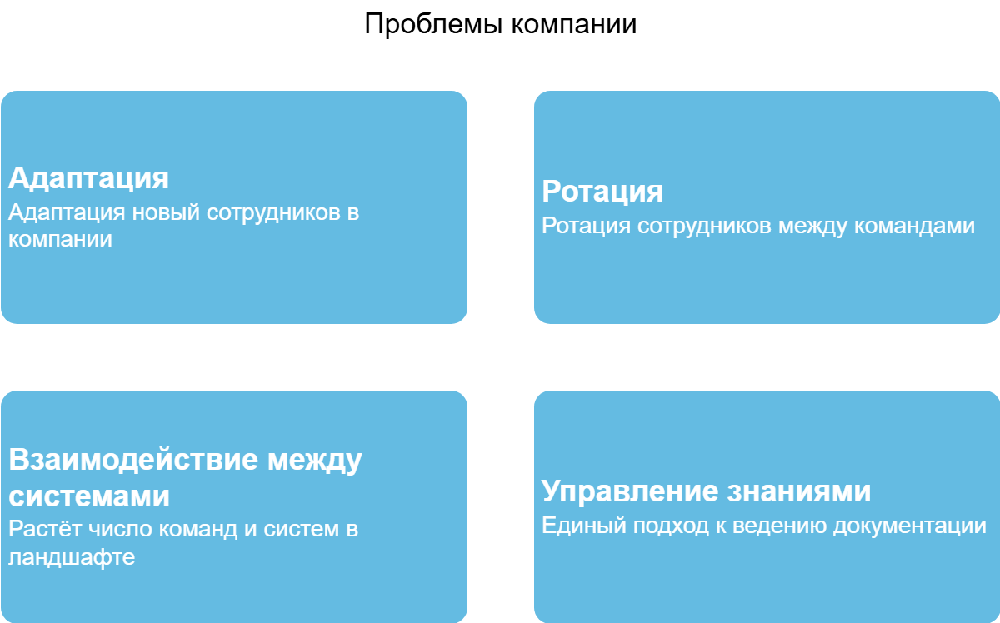 Проблемы компании
Адаптация
Адаптация новый сотрудников в
компании
Ротация
Ротация сотрудников между командами
Взаимодействие между
системами
Растёт число команд и систем в
ландшафте
Управление знаниями
Единый подход к ведению документации